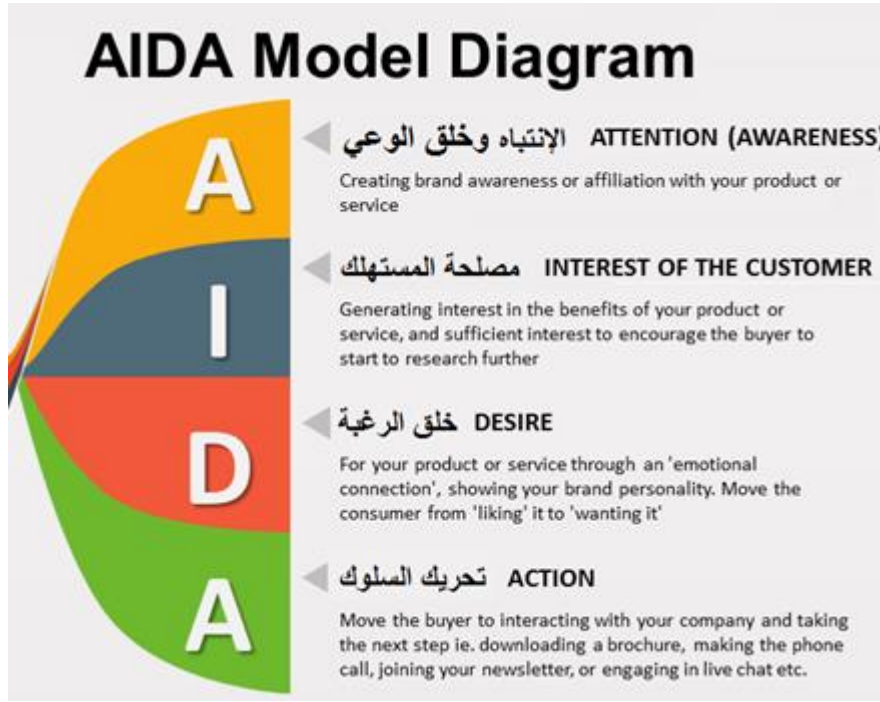 AIDA Model Diagram
A
الإنتباه وخلق الوعي ATTENTION (AWARENESS)
Creating brand awareness or affiliation with your product or
service
I
مصلحة المستهلك INTEREST OF THE CUSTOMER
Generating interest in the benefits of your product or
service, and sufficient interest to encourage the buyer to
start to research further
D
خلق الرغبة DESIRE
For your product or service through an 'emotional
connection', showing your brand personality. Move the
consumer from 'liking' it to 'wanting it'
A
تحريك السلوك ACTION
Move the buyer to interacting with your company and taking
the next step ie. downloading a brochure, making the phone
call, joining your newsletter, or engaging in live chat etc.